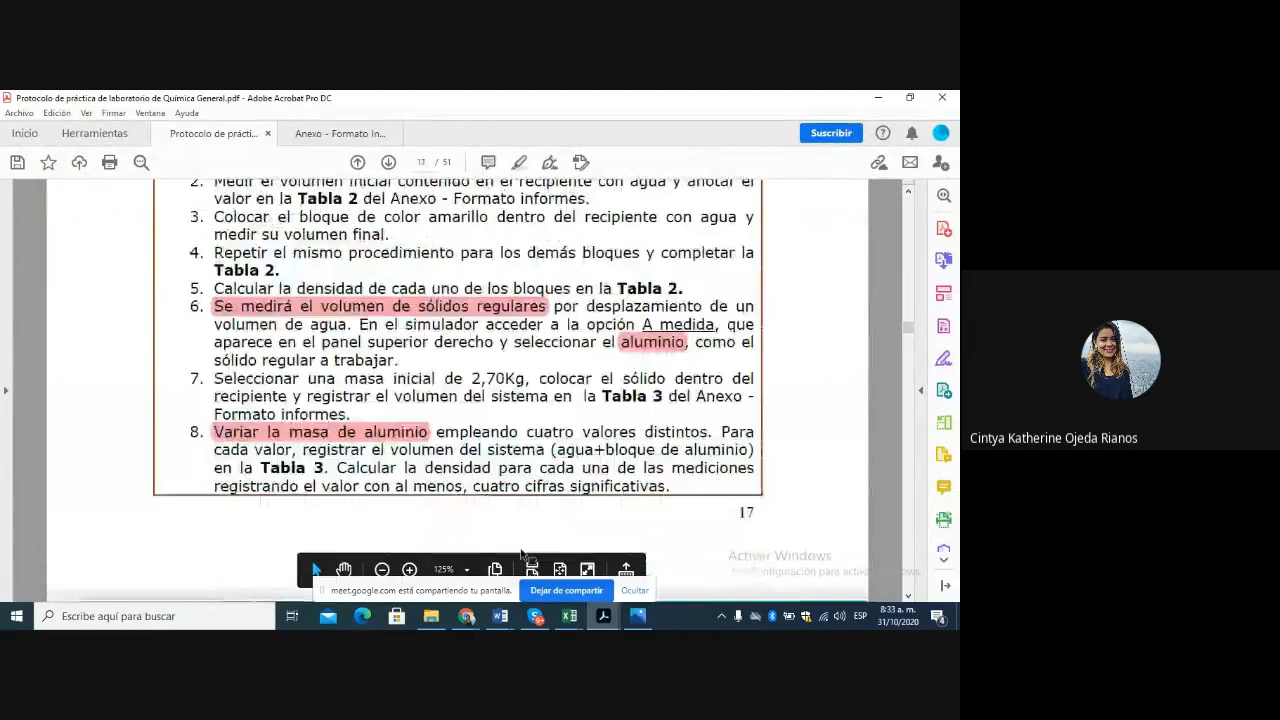 Protocolo de práctica de laboratorio de Química General.pdf - Adobe Acrobat Pro DC
Archivo Edición Ver Firmar Ventana Ayuda
Inicio Herramientas Protocolo de prácti... × Anexo - Formato In... Suscribir
/ 51
2. Medir el volumen inicial contenido en el recipiente con agua y anotar el
valor en la Tabla 2 del Anexo - Formato informes.
3. Colocar el bloque de color amarillo dentro del recipiente con agua y
medir su volumen final.
4. Repetir el mismo procedimiento para los demás bloques y completar la
Tabla 2.
5. Calcular la densidad de cada uno de los bloques en la Tabla 2.
6. Se medirá el volumen de sólidos regulares por desplazamiento de un
volumen de agua. En el simulador acceder a la opción A medida, que
aparece en el panel superior derecho y seleccionar el aluminio, como el
sólido regular a trabajar.
7. Seleccionar una masa inicial de 2,70Kg, colocar el sólido dentro del
recipiente y registrar el volumen del sistema en la Tabla 3 del Anexo -
Formato informes.
8. Variar la masa de aluminio empleando cuatro valores distintos. Para
cada valor, registrar el volumen del sistema (agua+bloque de aluminio)
en la Tabla 3. Calcular la densidad para cada una de las mediciones
registrando el valor con al menos, cuatro cifras significativas.
17
Cintya Katherine Ojeda Rianos
Activar Windows
125%
meet.google.com está compartiendo tu pantalla. Dejar de compartir Ocultar
Escribe aquí para buscar
ESP
8:33 a. m.
31/10/2020